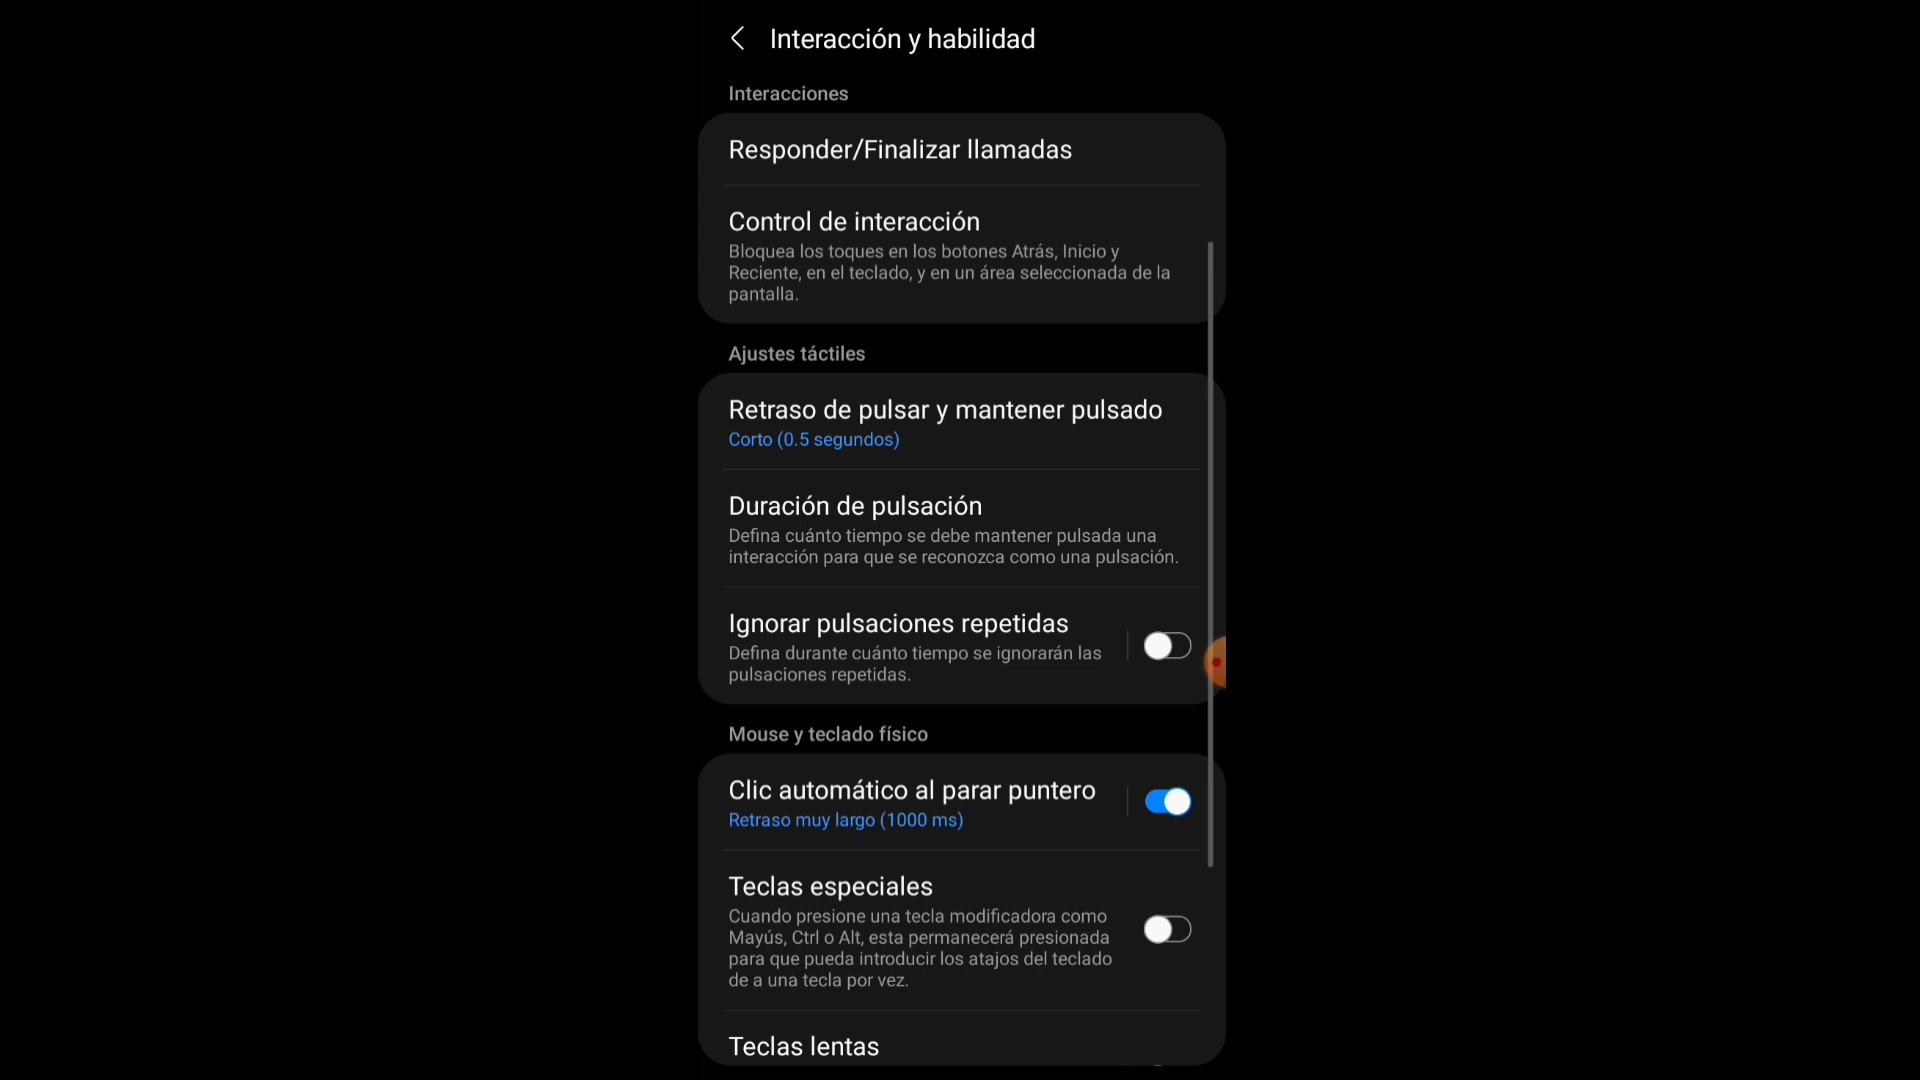 Interacción y habilidad
Interacciones
Responder/Finalizar llamadas
Control de interacción
Bloquea los toques en los botones Atrás, Inicio y
Reciente, en el teclado, y en un área seleccionada de la
pantalla.
Ajustes táctiles
Retraso de pulsar y mantener pulsado
Corto (0.5 segundos)
Duración de pulsación
Defina cuánto tiempo se debe mantener pulsada una
interacción para que se reconozca como una pulsación.
Ignorar pulsaciones repetidas
Defina durante cuánto tiempo se ignorarán las
pulsaciones repetidas.
Mouse y teclado físico
Clic automático al parar puntero
Retraso muy largo (1000 ms)
Teclas especiales
Cuando presione una tecla modificadora como
Mayús, Ctrl o Alt, esta permanecerá presionada
para que pueda introducir los atajos del teclado
de a una tecla por vez.
Teclas lentas